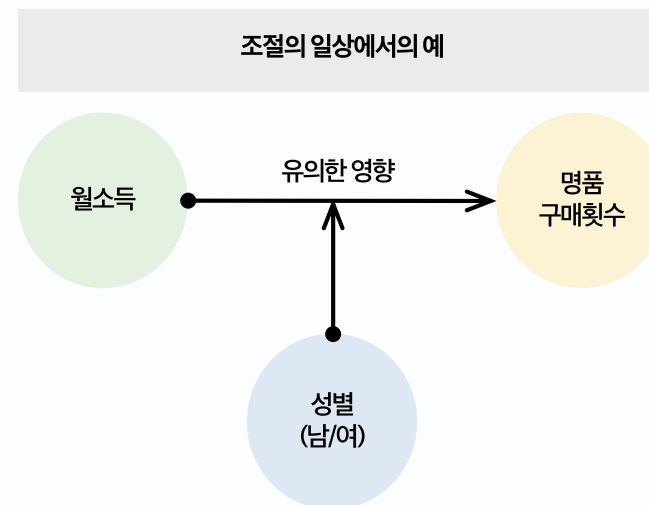 조절의 일상에서의 예
유의한 영향
월소득
명품
구매횟수
성별
(남/여)